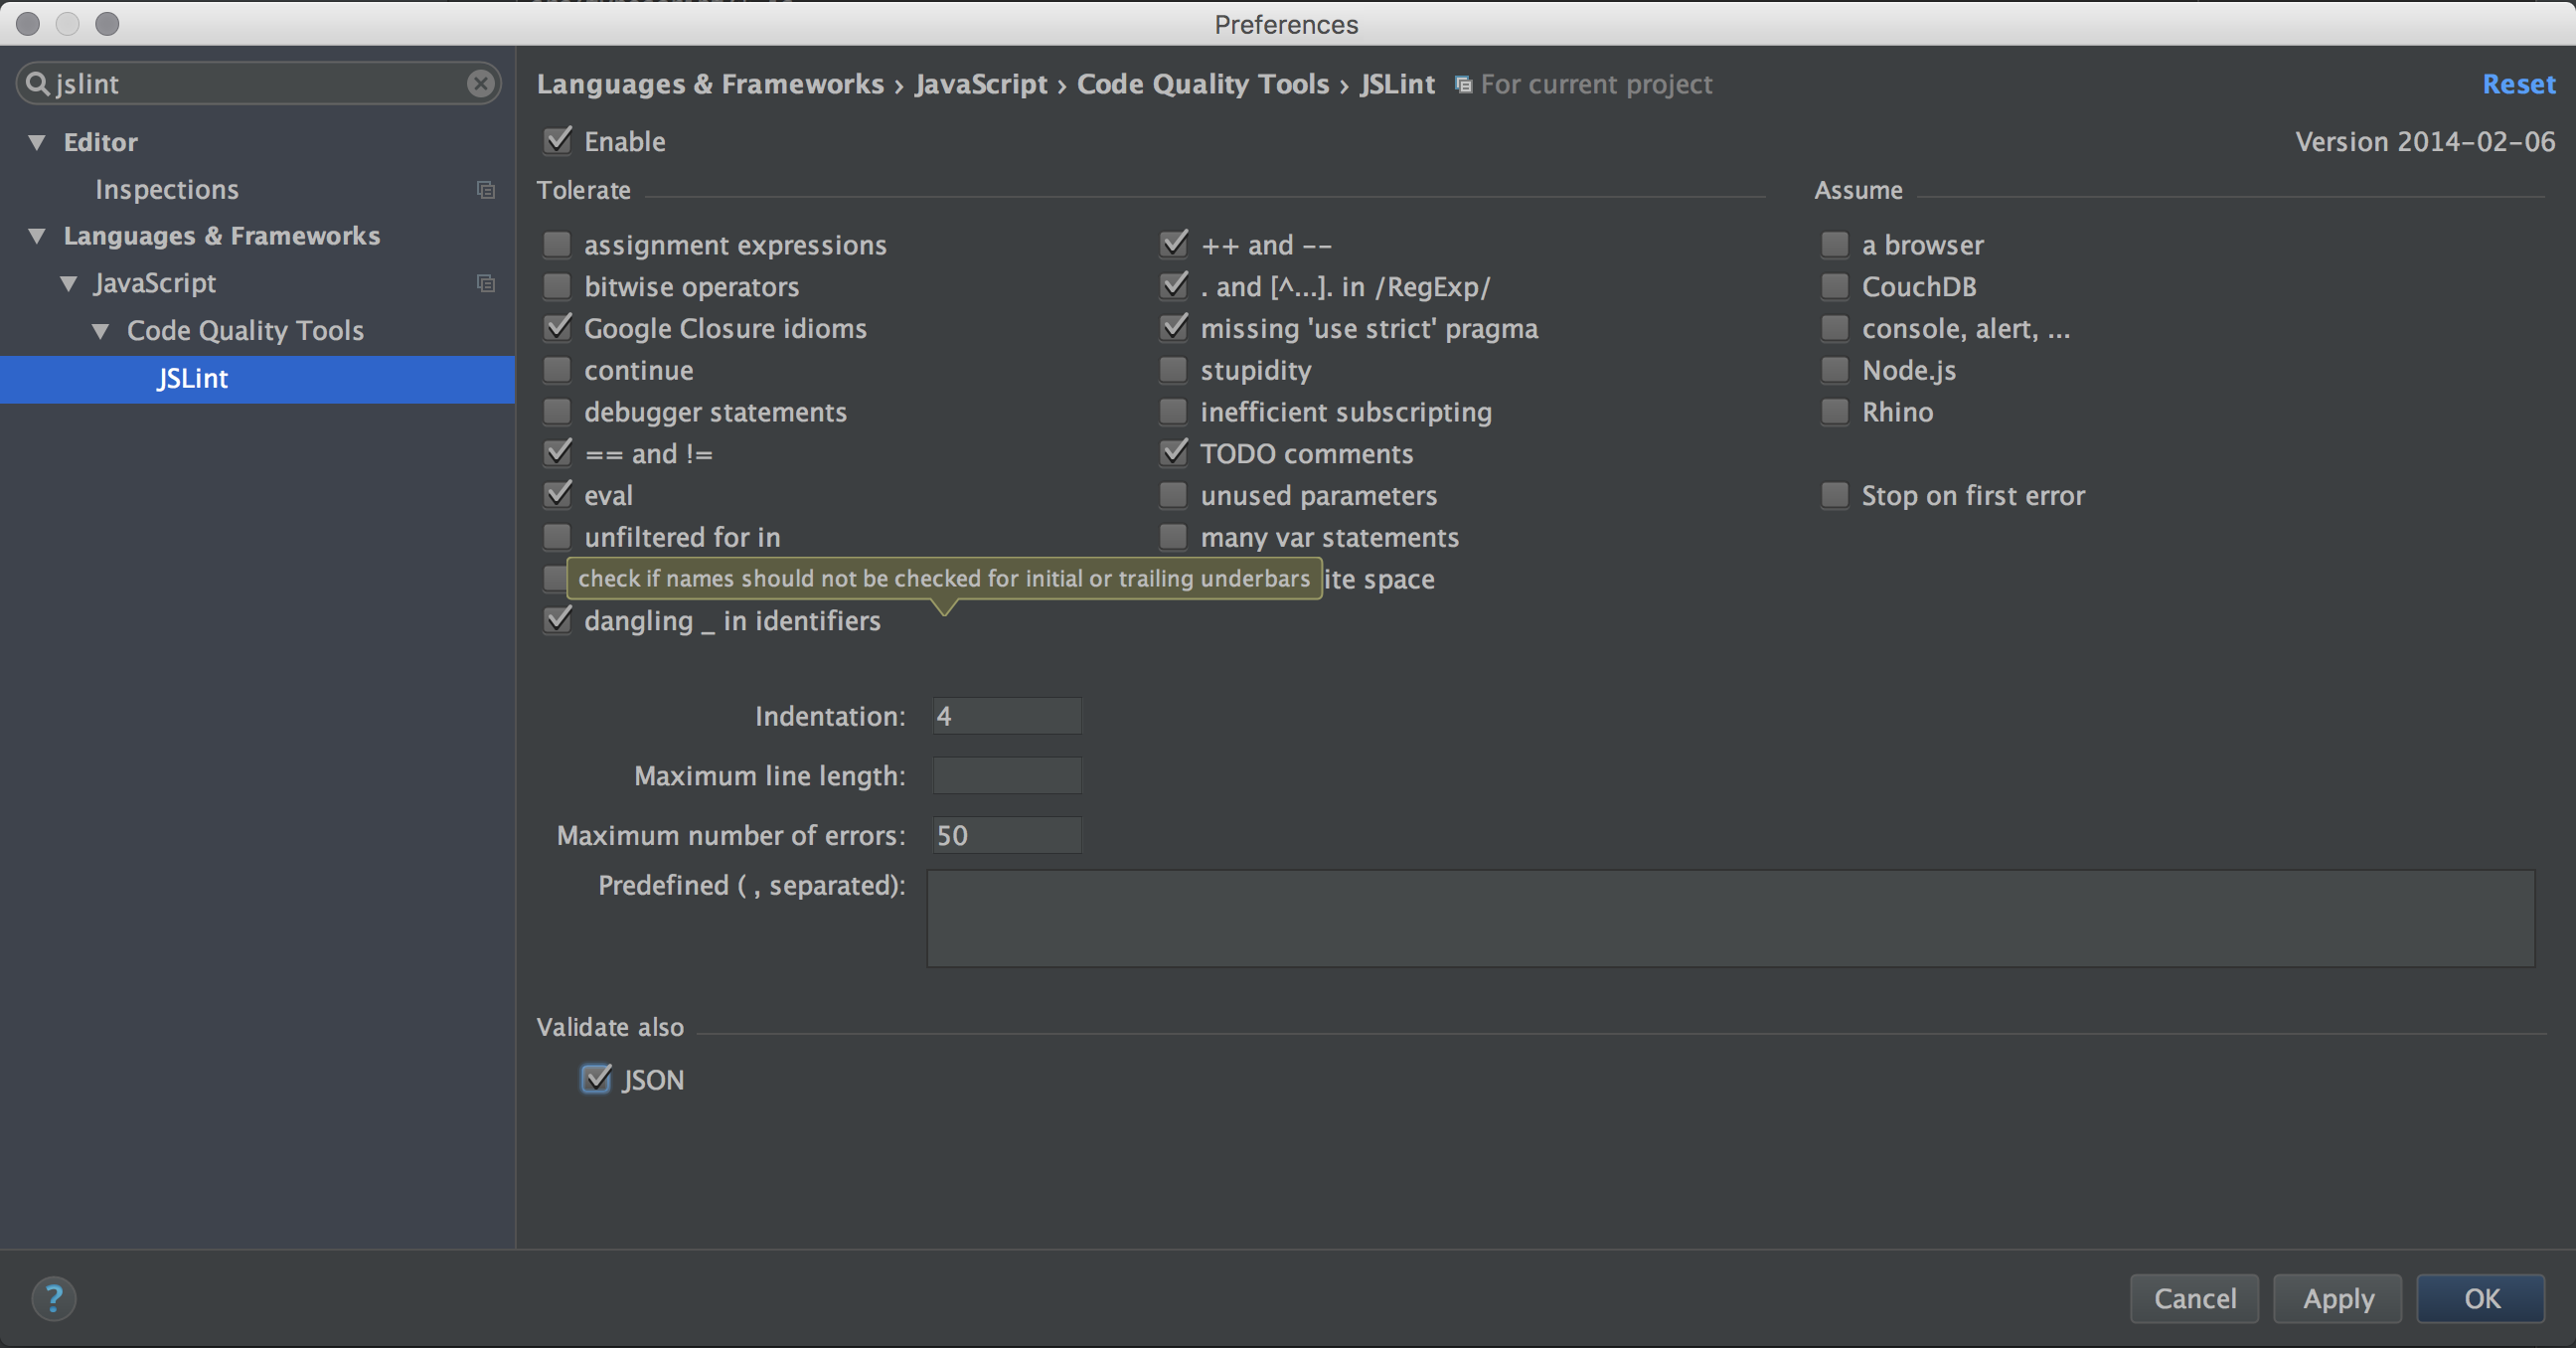 Preferences
jslint
Editor
Inspections
Languages & Frameworks
JavaScript
Code Quality Tools
JSLint
Languages & Frameworks › JavaScript › Code Quality Tools › JSLint For current project
Reset
Enable
Version 2014-02-06
Tolerate
assignment expressions
bitwise operators
Google Closure idioms
continue
debugger statements
== and !=
eval
unfiltered for in
check if names should not be checked for initial or trailing underbars
dangling _ in identifiers
++ and --
. and [^...]. in /RegExp/
missing 'use strict' pragma
stupidity
inefficient subscripting
TODO comments
unused parameters
many var statements
ite space
Assume
a browser
CouchDB
console, alert, ...
Node.js
Rhino
Stop on first error
Indentation: 4
Maximum line length:
Maximum number of errors: 50
Predefined ( , separated):
Validate also
JSON
?
Cancel
Apply
OK